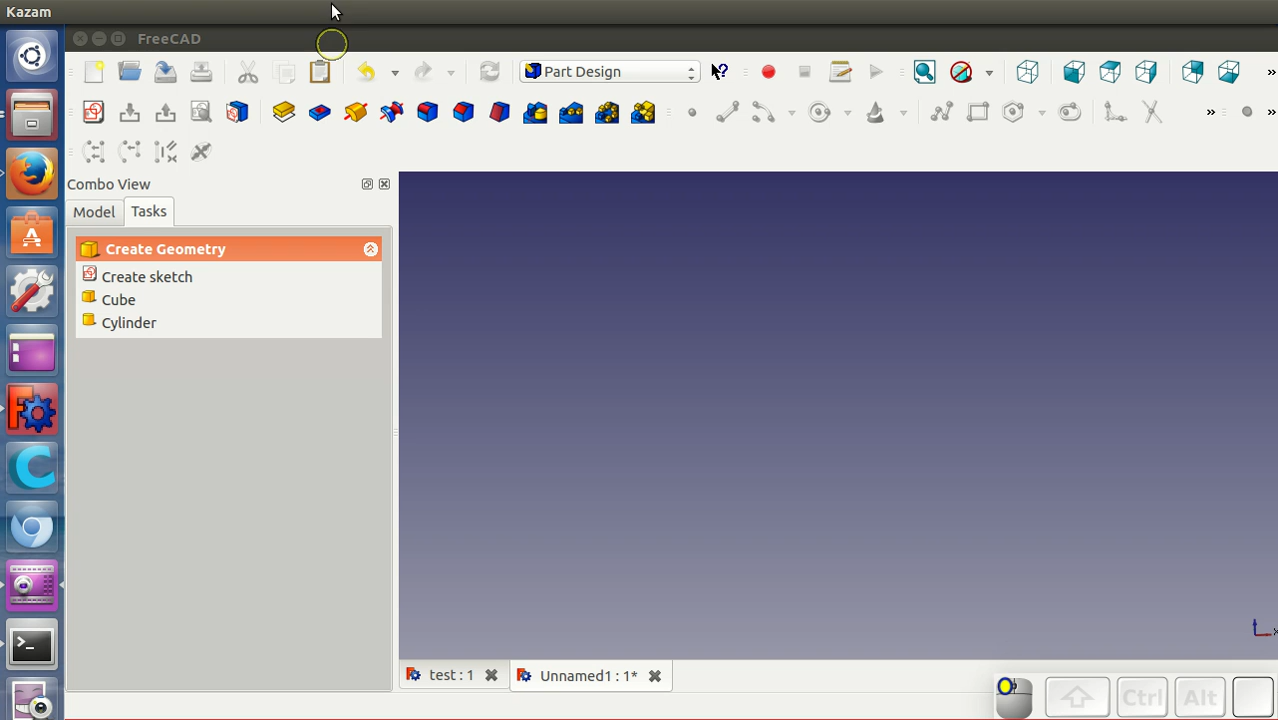 Kazam
FreeCAD
Part Design
»
» »
Combo View
Model Tasks
Create Geometry
Create sketch
Cube
Cylinder
x
test : 1 Unnamed1 : 1*
Ctrl Alt